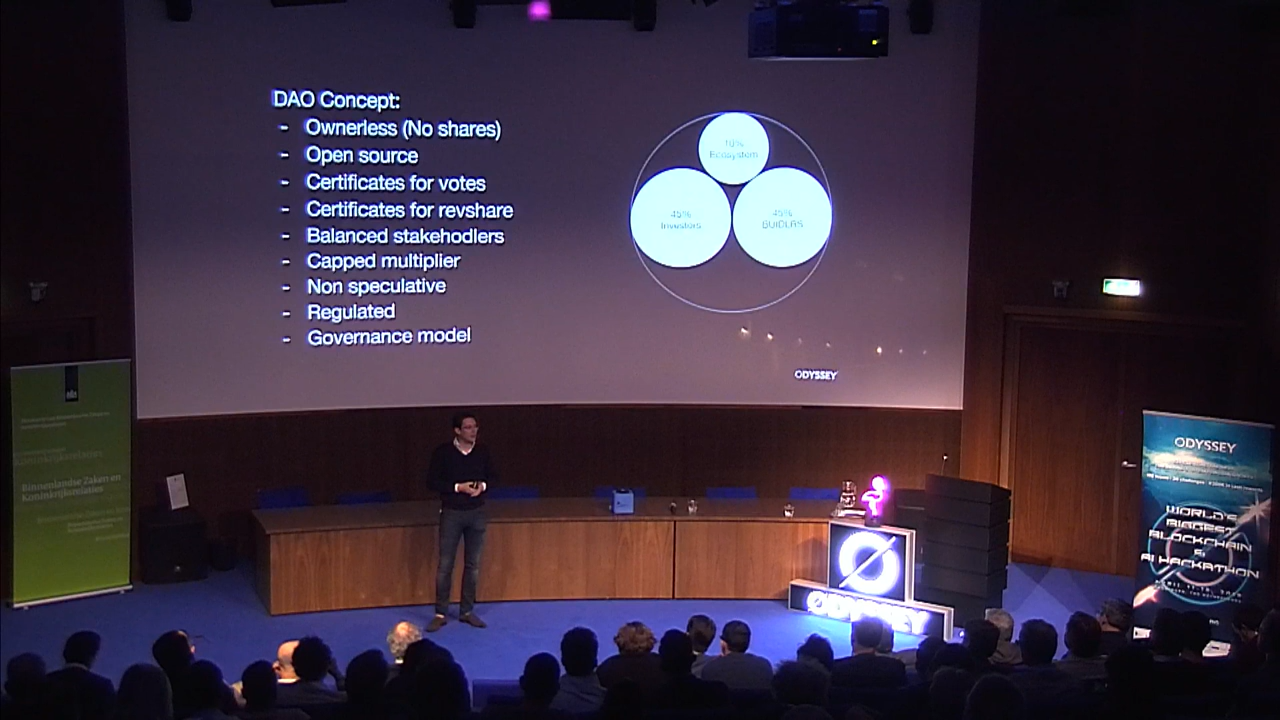 DAO Concept:
- Ownerless (No shares)
- Open source
- Certificates for votes
- Certificates for revshare
- Balanced stakehodlers
- Capped multiplier
- Non speculative
- Regulated
- Governance model
10%
Ecosystem
45%
Investors
45%
BUIDLRS
ODYSSEY
Binnenlandse Zaken en
Koninkrijksrelaties
ODYSSEY
ODYSSEY
WORLD'S
BIGGEST
BLOCKCHAIN
&
AI HACKATHON